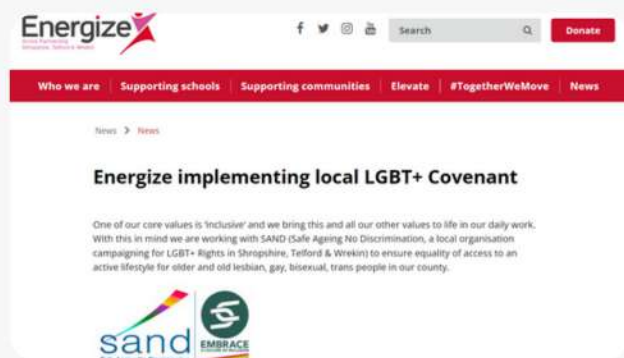 Energize
Search
Donate
Who we are
Supporting schools
Supporting communities
Elevate
#TogetherWeMove
News
News > News
Energize implementing local LGBT+ Covenant
One of our core values is 'inclusive' and we bring this and all our other values to life in our daily work.
With this in mind we are working with SAND (Safe Ageing No Discrimination, a local organisation
campaigning for LGBT+ Rights in Shropshire, Telford & Wrekin) to ensure equality of access to an
active lifestyle for older and old lesbian, gay, bisexual, trans people in our county.
sand
EMBRACE